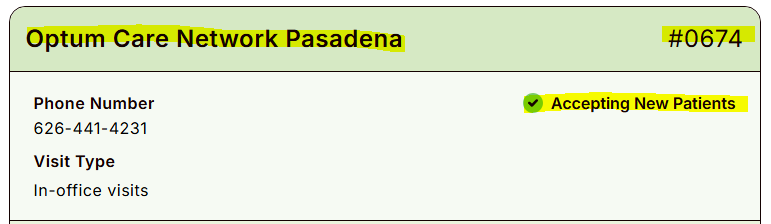 Optum Care Network Pasadena #0674
Phone Number
Accepting New Patients
626-441-4231
Visit Type
In-office visits